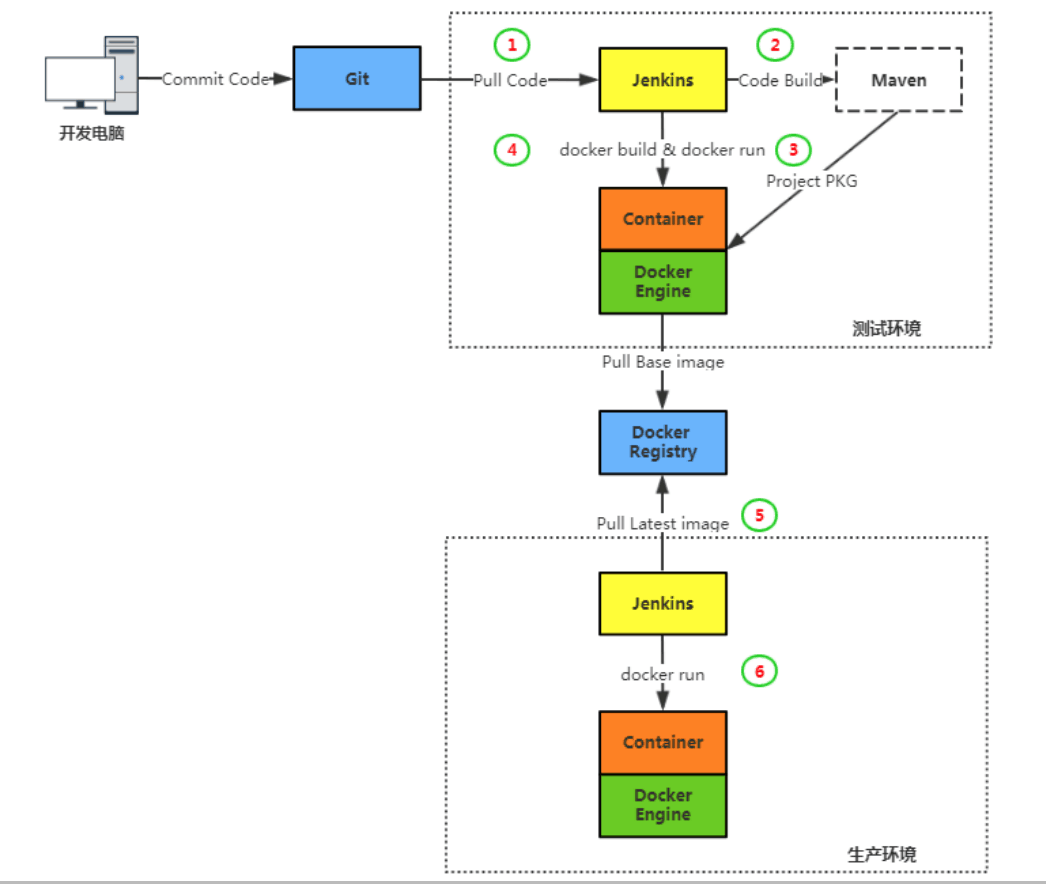 1
2
Commit Code
Git
Pull Code
Jenkins
Code Build
Maven
开发电脑
4
docker build & docker run
3
Project PKG
Container
Docker
Engine
测试环境
Pull Base image
Docker
Registry
Pull Latest image
5
Jenkins
docker run
6
Container
Docker
Engine
生产环境